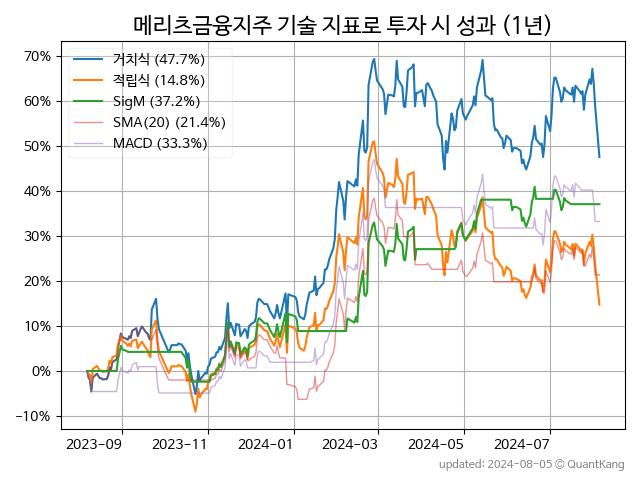 메리츠금융지주 기술 지표로 투자 시 성과 (1년)
거치식 (47.7%)
적립식 (14.8%)
SigM (37.2%)
SMA(20) (21.4%)
MACD (33.3%)
70%
60%
50%
40%
30%
20%
10%
0%
−10%
2023-09 2023-11 2024-01 2024-03 2024-05 2024-07
updated: 2024-08-05 © QuantKang